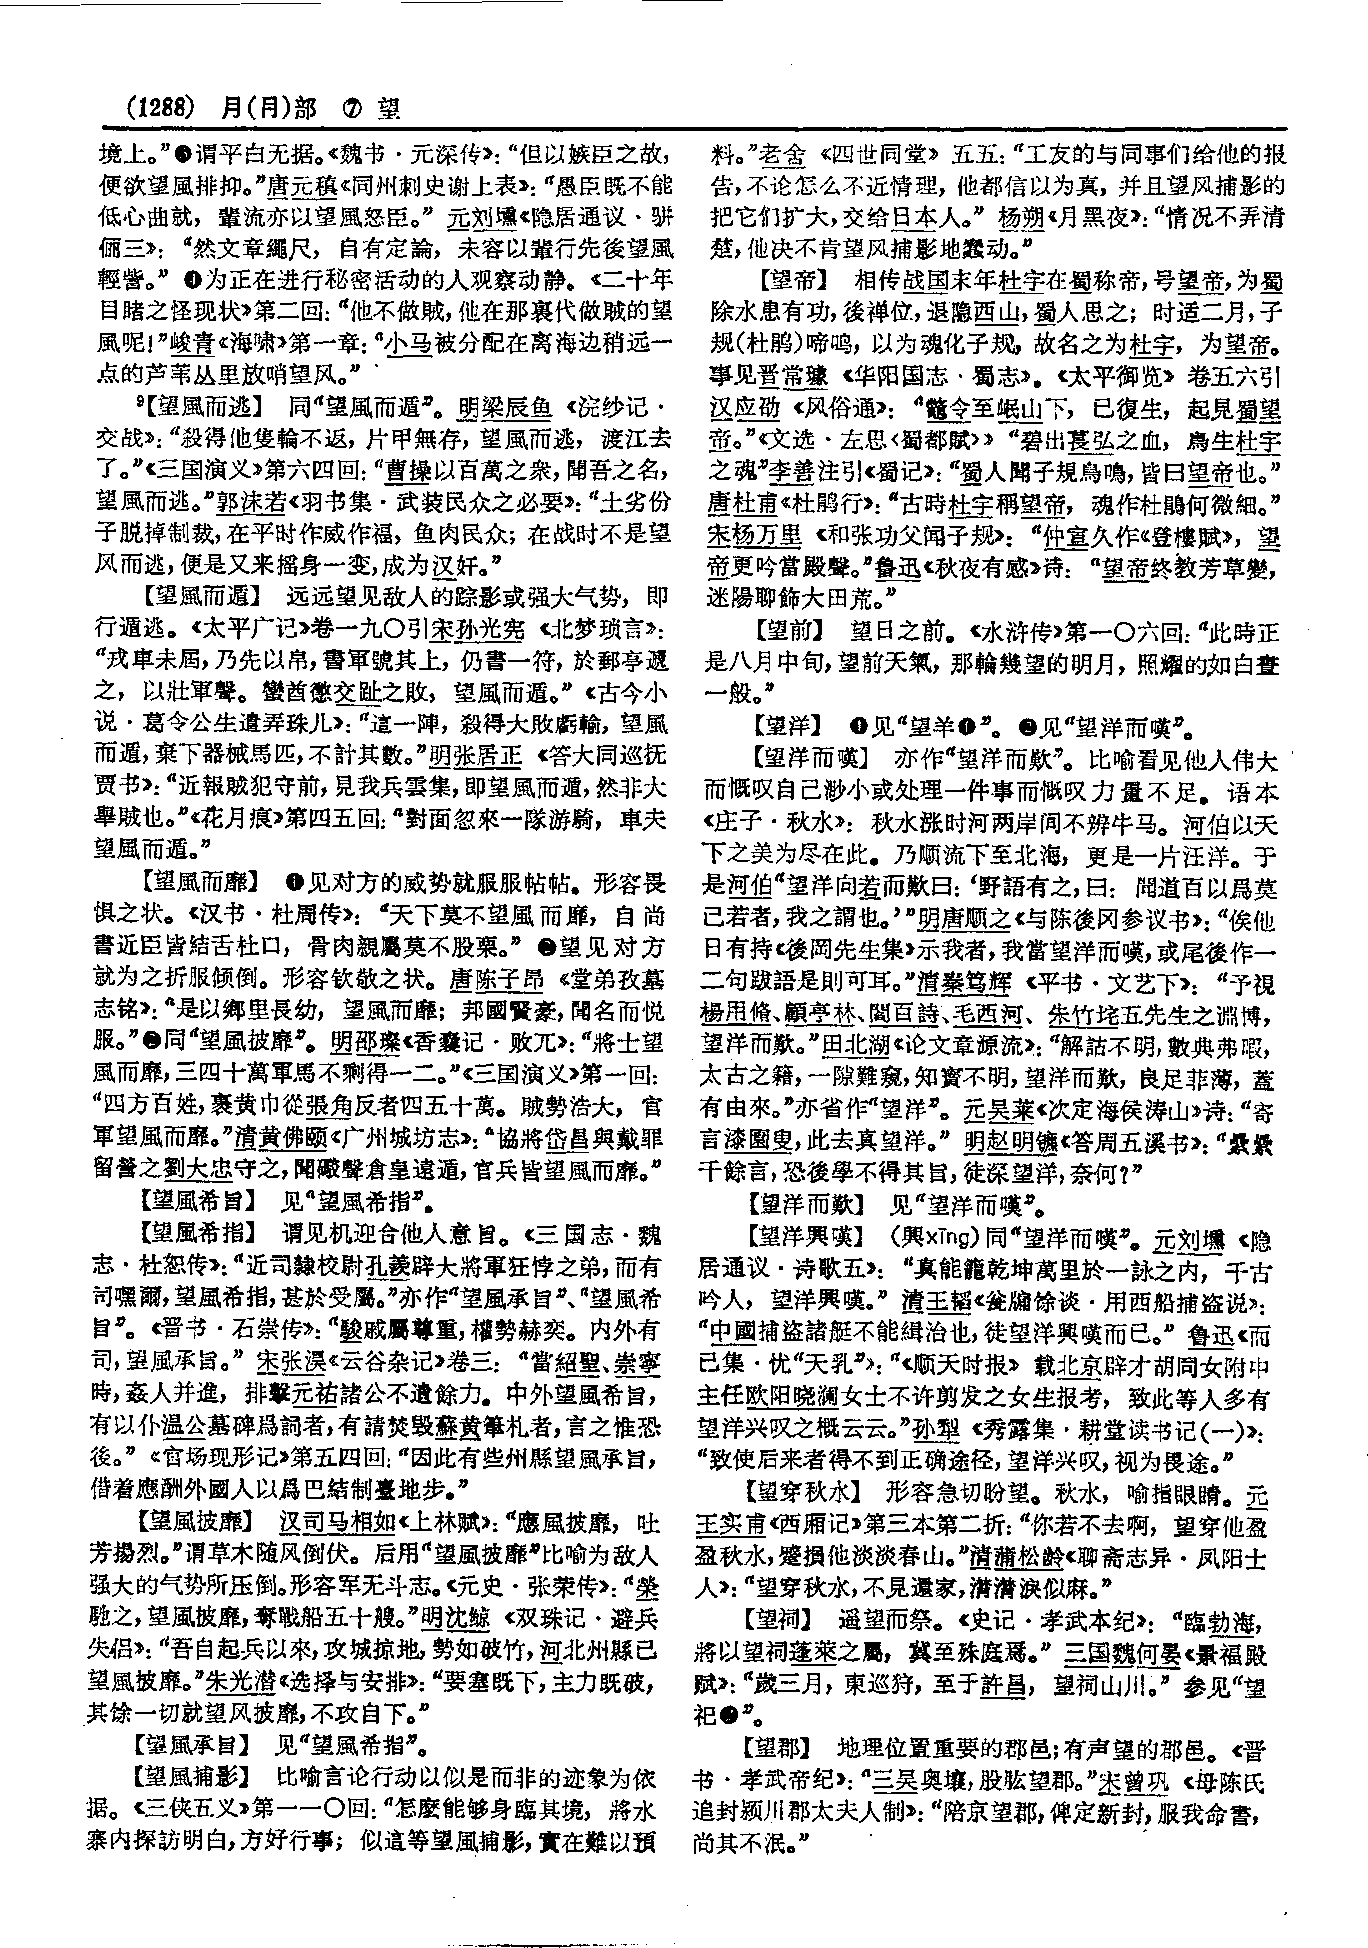 (1288) 月(月)部 ⑦ 望
境上。”❸谓平白无据。《魏书·元深传》：“但以嫉臣之故，
便欲望風排抑。”唐元稹《同州刺史谢上表》：“愚臣既不能
低心曲就，輩流亦以望風怒臣。” 元刘壎《隐居通议·骈
俪三》：“然文章繩尺，自有定論，未容以輩行先後望風
輕訾。” ❹为正在进行秘密活动的人观察动静。《二十年
目睹之怪现状》第二回：“他不做賊，他在那裏代做賊的望
風呢！”峻青《海啸》第一章：“小马被分配在离海边稍远一
点的芦苇丛里放哨望风。”
⁹【望風而逃】 同“望風而遁”。明梁辰鱼《浣纱记·
交战》：“殺得他隻輪不返，片甲無存，望風而逃，渡江去
了。”《三国演义》第六四回：“曹操以百萬之衆，聞吾之名，
望風而逃。”郭沫若《羽书集·武装民众之必要》：“土劣份
子脱掉制裁，在平时作威作福，鱼肉民众；在战时不是望
风而逃，便是又来摇身一变，成为汉奸。”
【望風而遁】 远远望见敌人的踪影或强大气势，即
行遁逃。《太平广记》卷一九〇引宋孙光宪《北梦琐言》：
“戎車未届，乃先以帛，書軍號其上，仍書一符，於郵亭遞
之，以壯軍聲。蠻酋懲交趾之敗，望風而遁。”《古今小
说·葛令公生遣弄珠儿》：“這一陣，殺得大敗虧輸，望風
而遁，棄下器械馬匹，不計其數。”明张居正《答大同巡抚
贾书》：“近報賊犯守前，見我兵雲集，即望風而遁，然非大
舉賊也。”《花月痕》第四五回：“對面忽來一隊游騎，車夫
望風而遁。”
【望風而靡】 ❶见对方的威势就服服帖帖。形容畏
惧之状。《汉书·杜周传》：“天下莫不望風而靡，自尚
書近臣皆結舌杜口，骨肉親屬莫不股栗。” ❷望见对方
就为之折服倾倒。形容钦敬之状。唐陈子昂《堂弟孜墓
志铭》：“是以鄉里長幼，望風而靡；邦國賢豪，聞名而悦
服。”❸同“望風披靡”。明邵璨《香囊记·败兀》：“將士望
風而靡，三四十萬軍馬不剩得一二。”《三国演义》第一回：
“四方百姓，裹黄巾從張角反者四五十萬。賊勢浩大，官
軍望風而靡。”清黄佛颐《广州城坊志》：“協將岱昌與戴罪
留營之劉大忠守之，聞礮聲倉皇遠遁，官兵皆望風而靡。”
【望風希旨】 见“望風希指”。
【望風希指】 谓见机迎合他人意旨。《三国志·魏
志·杜恕传》：“近司隸校尉孔羨辟大將軍狂悖之弟，而有
司嘿爾，望風希指，甚於受屬。”亦作“望風承旨”、“望風希
旨”。《晋书·石崇传》：“駿戚屬尊重，權勢赫奕。内外有
司，望風承旨。” 宋张淏《云谷杂记》卷三：“當紹聖、崇寧
時，姦人并進，排擊元祐諸公不遺餘力。中外望風希旨，
有以仆温公墓碑爲詞者，有請焚毁蘇黄筆札者，言之惟恐
後。” 《官场现形记》第五四回：“因此有些州縣望風承旨，
借着應酬外國人以爲巴結制臺地步。”
【望風披靡】 汉司马相如《上林赋》：“應風披靡，吐
芳揚烈。”谓草木随风倒伏。后用“望風披靡”比喻为敌人
强大的气势所压倒。形容军无斗志。《元史·张荣传》：“榮
馳之，望風披靡，奪戰船五十艘。”明沈鲸《双珠记·避兵
失侣》：“吾自起兵以來，攻城掠地，勢如破竹，河北州縣已
望風披靡。”朱光潜《选择与安排》：“要塞既下，主力既破，
其馀一切就望风披靡，不攻自下。”
【望風承旨】 见“望風希指”。
【望風捕影】 比喻言论行动以似是而非的迹象为依
据。《三侠五义》第一一〇回：“怎麽能够身臨其境，將水
寨内探訪明白，方好行事；似這等望風捕影，實在難以預
料。”老舍《四世同堂》五五：“工友的与同事们给他的报
告，不论怎么不近情理，他都信以为真，并且望风捕影的
把它们扩大，交给日本人。” 杨朔《月黑夜》：“情况不弄清
楚，他决不肯望风捕影地蠢动。”
【望帝】 相传战国末年杜宇在蜀称帝，号望帝，为蜀
除水患有功，後禅位，退隐西山，蜀人思之；时适二月，子
规(杜鹃)啼鸣，以为魂化子规，故名之为杜宇，为望帝。
事见晋常璩《华阳国志·蜀志》。《太平御览》卷五六引
汉应劭《风俗通》：“鼈令至岷山下，已復生，起見蜀望
帝。”《文选·左思〈蜀都賦〉》“碧出萇弘之血，鳥生杜宇
之魂”李善注引《蜀记》：“蜀人聞子規鳥鳴，皆曰望帝也。”
唐杜甫《杜鹃行》：“古時杜宇稱望帝，魂作杜鵑何微細。”
宋杨万里《和张功父闻子规》：“仲宣久作《登樓賦》，望
帝更吟當殿聲。”鲁迅《秋夜有感》诗：“望帝终教芳草變，
迷陽聊飾大田荒。”
【望前】 望日之前。《水浒传》第一〇六回：“此時正
是八月中旬，望前天氣，那輪幾望的明月，照耀的如白晝
一般。”
【望洋】 ❶见“望羊❶”。❷见“望洋而嘆”。
【望洋而嘆】 亦作“望洋而歎”。比喻看见他人伟大
而慨叹自己渺小或处理一件事而慨叹力量不足。语本
《庄子·秋水》：秋水涨时河两岸间不辨牛马。河伯以天
下之美为尽在此。乃顺流下至北海，更是一片汪洋。于
是河伯“望洋向若而歎曰：‘野語有之，曰：聞道百以爲莫
己若者，我之謂也。’”明唐顺之《与陈後冈参议书》：“俟他
日有持《後岡先生集》示我者，我當望洋而嘆，或尾後作一
二句跋語是則可耳。”清秦笃辉《平书·文艺下》：“予視
楊用脩、顧亭林、閻百詩、毛西河、朱竹垞五先生之淵博，
望洋而歎。”田北湖《论文章源流》：“解詁不明，數典弗暇，
太古之籍，一隙難窺，知實不明，望洋而歎，良足菲薄，蓋
有由來。”亦省作“望洋”。元吴莱《次定海侯涛山》诗：“寄
言漆園叟，此去真望洋。” 明赵明镳《答周五溪书》：“纍纍
千餘言，恐後學不得其旨，徒深望洋，奈何？”
【望洋而歎】 见“望洋而嘆”。
【望洋興嘆】 (興xīng)同“望洋而嘆”。元刘壎《隐
居通议·诗歌五》：“真能籠乾坤萬里於一詠之内，千古
吟人，望洋興嘆。” 清王韬《瓮牖馀谈·用西船捕盗说》：
“中國捕盗諸艇不能緝治也，徒望洋興嘆而已。” 鲁迅《而
已集·忧“天乳”》：“《顺天时报》载北京辟才胡同女附中
主任欧阳晓澜女士不许剪发之女生报考，致此等人多有
望洋兴叹之概云云。”孙犁《秀露集·耕堂读书记(一)》：
“致使后来者得不到正确途径，望洋兴叹，视为畏途。”
【望穿秋水】 形容急切盼望。秋水，喻指眼睛。元
王实甫《西厢记》第三本第二折：“你若不去啊，望穿他盈
盈秋水，蹙損他淡淡春山。”清蒲松龄《聊斋志异·凤阳士
人》：“望穿秋水，不見還家，潸潸淚似麻。”
【望祠】 遥望而祭。《史记·孝武本纪》：“臨勃海，
將以望祠蓬萊之屬，冀至殊庭焉。” 三国魏何晏《景福殿
赋》：“歲三月，東巡狩，至于許昌，望祠山川。” 参见“望
祀❷”。
【望郡】 地理位置重要的郡邑；有声望的郡邑。《晋
书·孝武帝纪》：“三吴奥壤，股肱望郡。”宋曾巩《母陈氏
追封颍川郡太夫人制》：“陪京望郡，俾定新封，服我命書，
尚其不泯。”